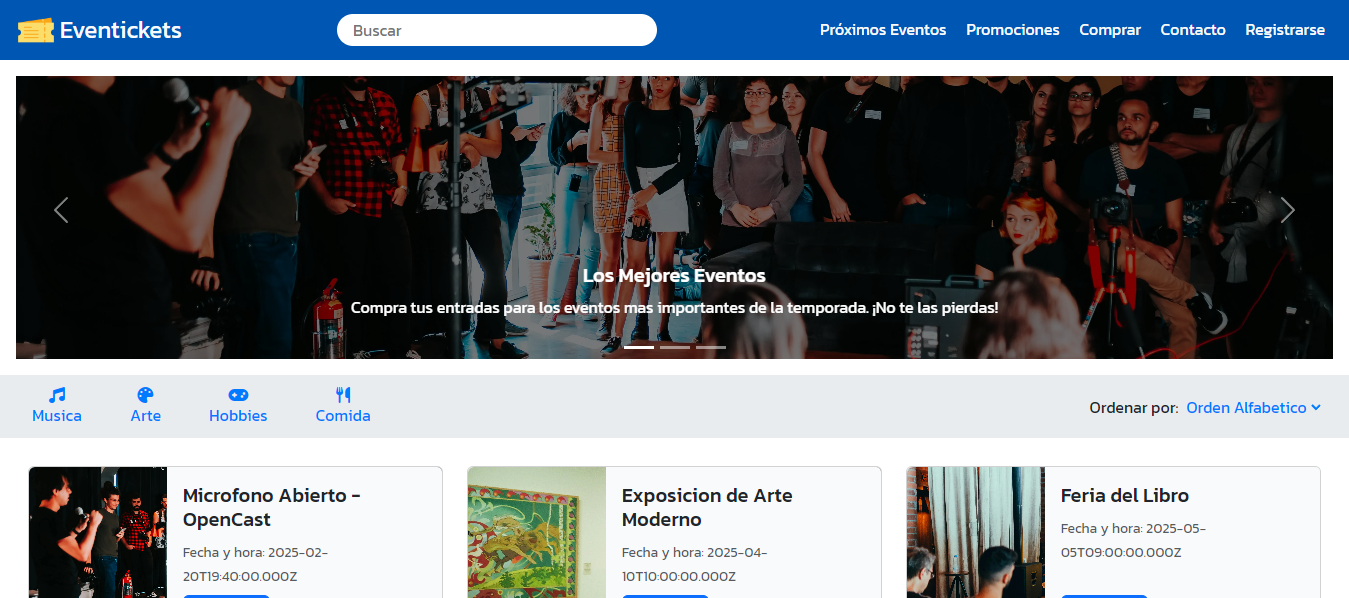 Eventickets
Buscar
Próximos Eventos
Promociones
Comprar
Contacto
Registrarse
Los Mejores Eventos
Compra tus entradas para los eventos mas importantes de la temporada. ¡No te las pierdas!
Musica
Arte
Hobbies
Comida
Ordenar por: Orden Alfabetico
Microfono Abierto -
OpenCast
Fecha y hora: 2025-02-
20T19:40:00.000Z
Exposicion de Arte
Moderno
Fecha y hora: 2025-04-
10T10:00:00.000Z
Feria del Libro
Fecha y hora: 2025-05-
05T09:00:00.000Z